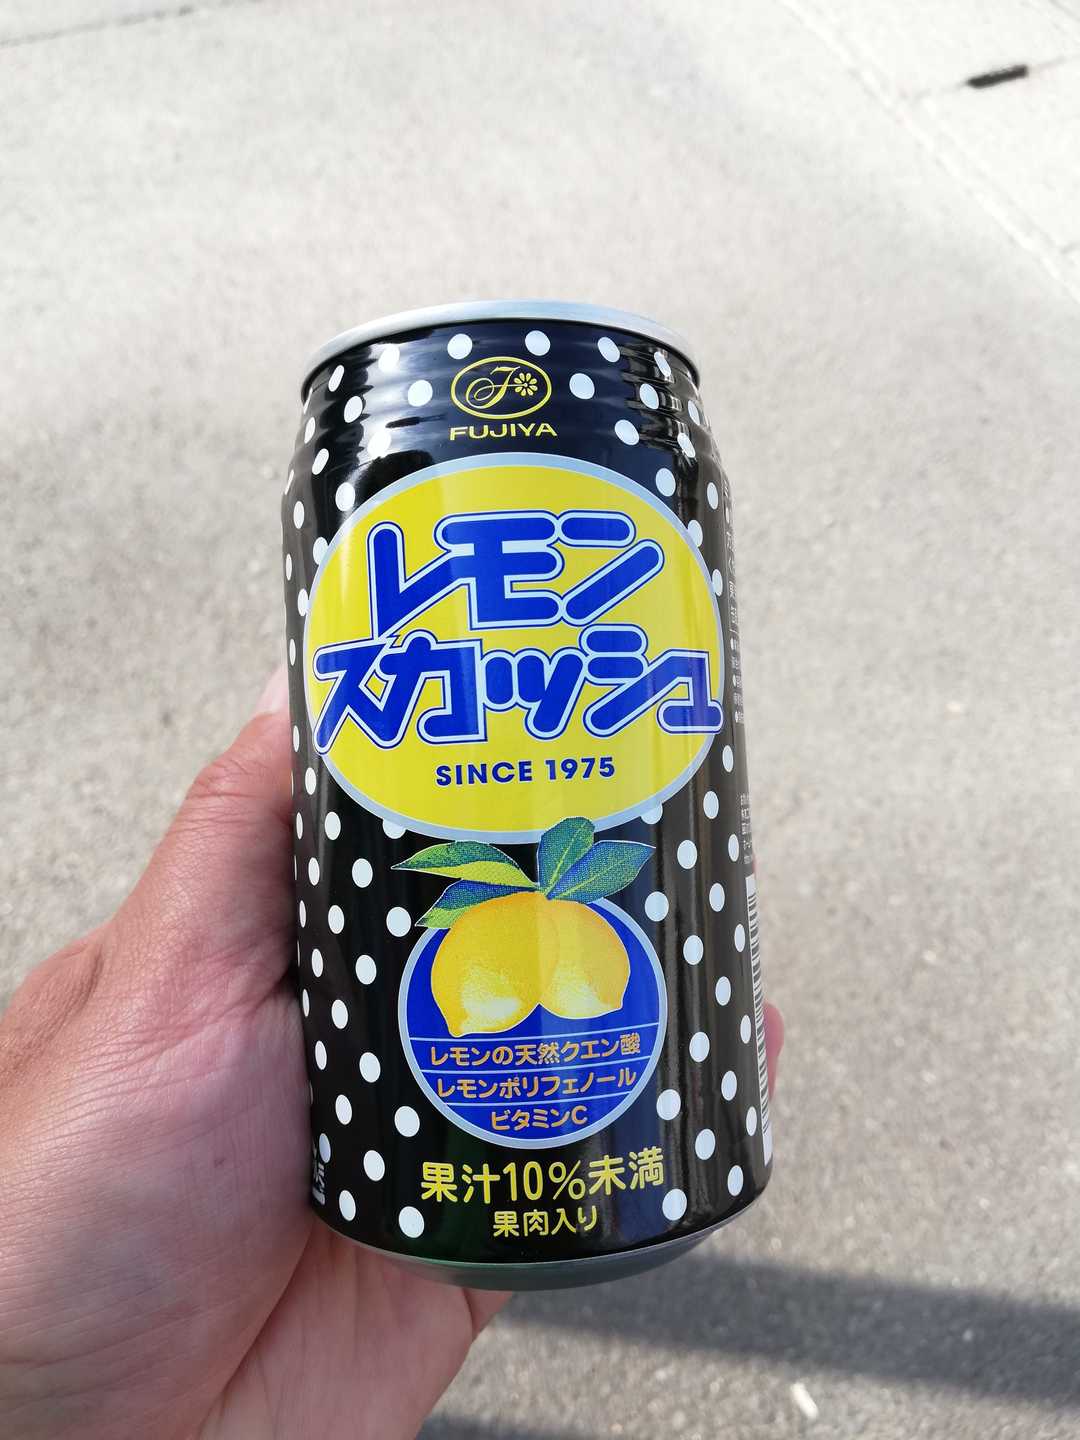 FUJIYA
レモン
スカッシュ
SINCE 1975
レモンの天然クエン酸
レモンポリフェノール
ビタミンC
果汁10%未満
果肉入り